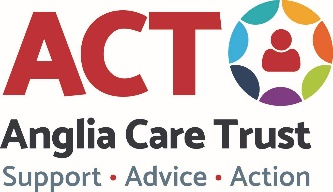 ACT
Anglia Care Trust
Support • Advice • Action